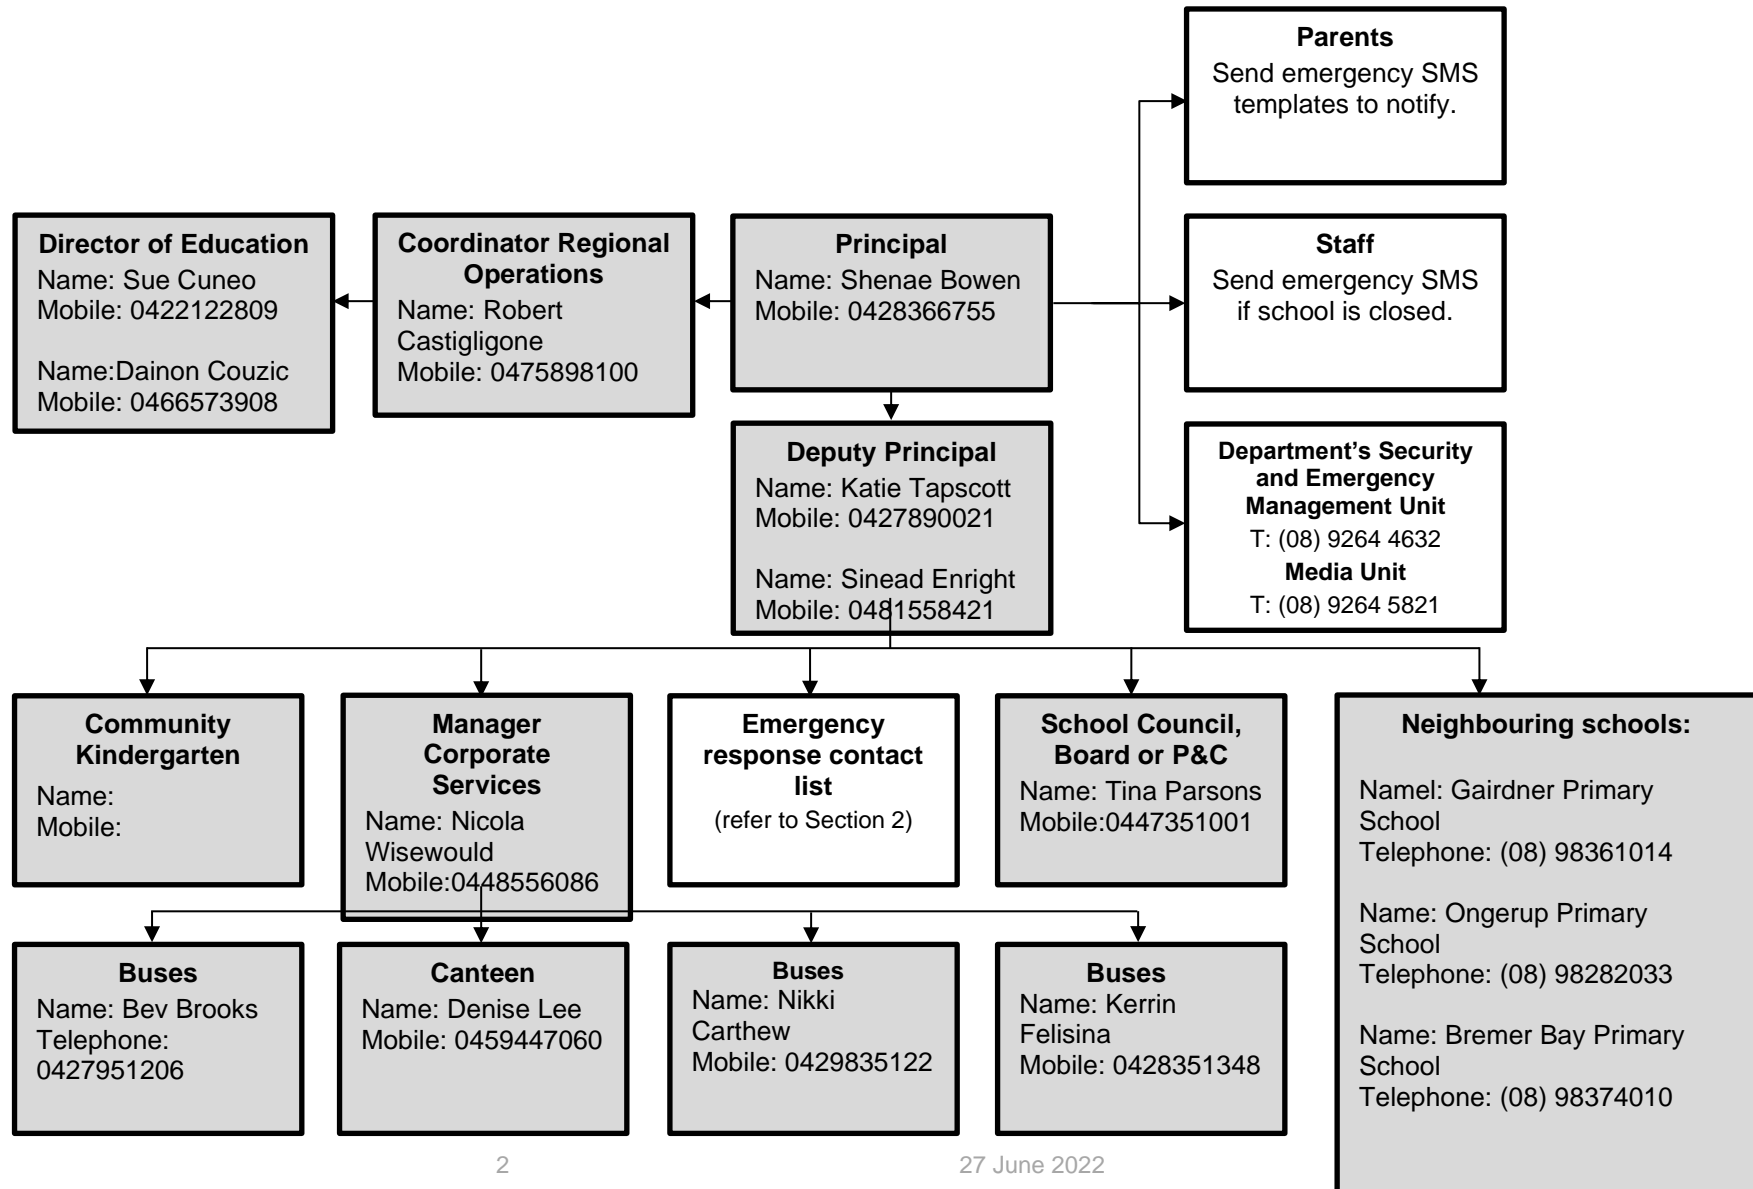 Parents
Send emergency SMS
templates to notify.
Director of Education
Name: Sue Cuneo
Mobile: 0422122809
Name:Dainon Couzic
Mobile: 0466573908
Coordinator Regional
Operations
Name: Robert
Castigligone
Mobile: 0475898100
Principal
Name: Shenae Bowen
Mobile: 0428366755
Staff
Send emergency SMS
if school is closed.
Deputy Principal
Name: Katie Tapscott
Mobile: 0427890021
Name: Sinead Enright
Mobile: 0481558421
Department's Security
and Emergency
Management Unit
T: (08) 9264 4632
Media Unit
T: (08) 9264 5821
Community
Kindergarten
Name:
Mobile:
Manager
Corporate
Services
Name: Nicola
Wisewould
Mobile:0448556086
Emergency
response contact
list
(refer to Section 2)
School Council,
Board or P&C
Name: Tina Parsons
Mobile:0447351001
Neighbouring schools:
Namel: Gairdner Primary
School
Telephone: (08) 98361014
Name: Ongerup Primary
School
Telephone: (08) 98282033
Name: Bremer Bay Primary
School
Telephone: (08) 98374010
Buses
Name: Bev Brooks
Telephone:
0427951206
Canteen
Name: Denise Lee
Mobile: 0459447060
Buses
Name: Nikki
Carthew
Mobile: 0429835122
Buses
Name: Kerrin
Felisina
Mobile: 0428351348
2
27 June 2022